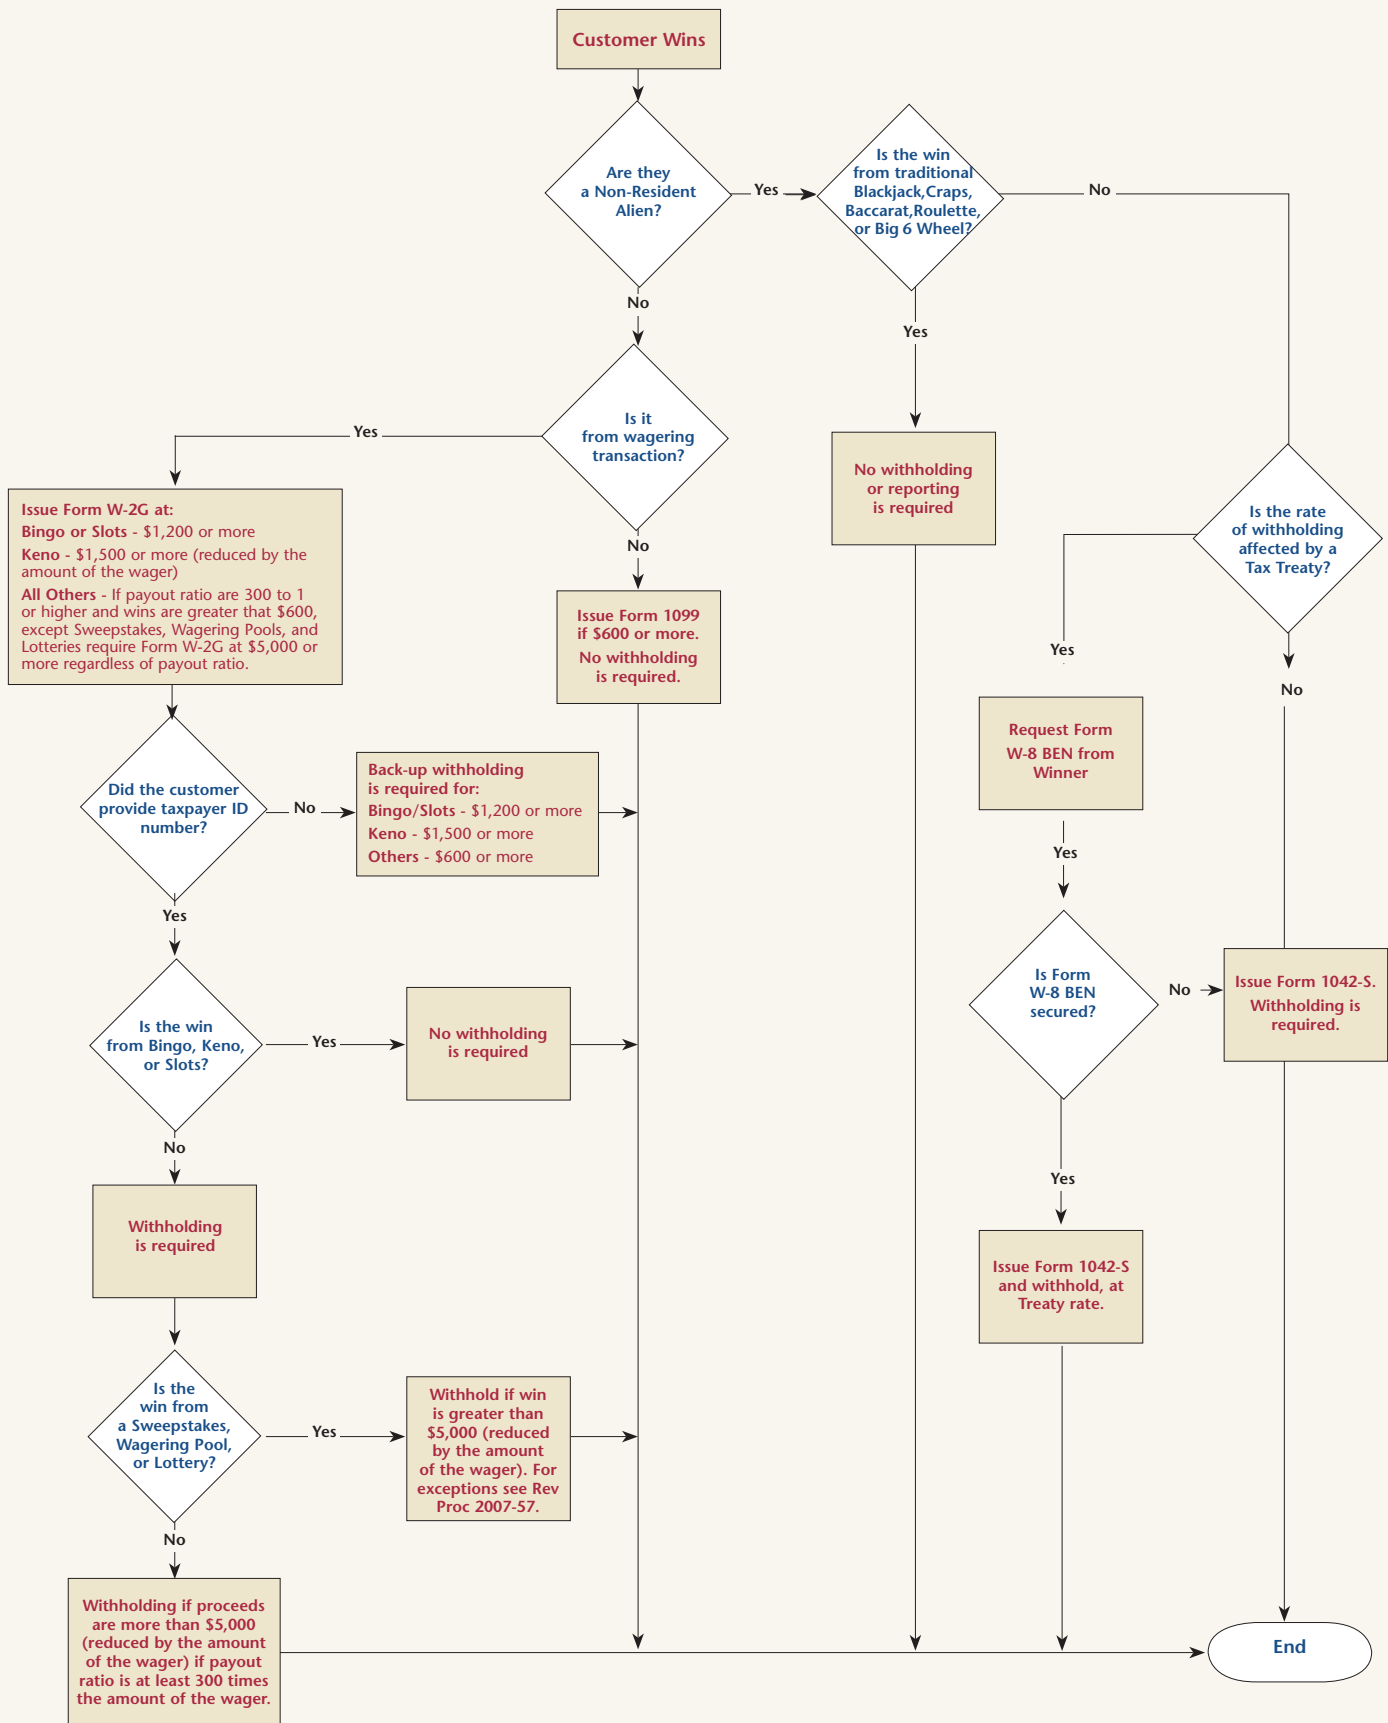 Customer Wins
Are they
a Non-Resident
Alien?
Yes
Is the win
from traditional
Blackjack,Craps,
Baccarat,Roulette,
or Big 6 Wheel?
No
No
Yes
Is it
from wagering
transaction?
Yes
No withholding
or reporting
is required
Issue Form W-2G at:
Bingo or Slots - $1,200 or more
Keno - $1,500 or more (reduced by the
amount of the wager)
All Others - If payout ratio are 300 to 1
or higher and wins are greater that $600,
except Sweepstakes, Wagering Pools, and
Lotteries require Form W-2G at $5,000 or
more regardless of payout ratio.
No
Is the rate
of withholding
affected by a
Tax Treaty?
Issue Form 1099
if $600 or more.
No withholding
is required.
Yes
No
Request Form
W-8 BEN from
Winner
Did the customer
provide taxpayer ID
number?
No
Back-up withholding
is required for:
Bingo/Slots - $1,200 or more
Keno - $1,500 or more
Others - $600 or more
Yes
Yes
Is Form
W-8 BEN
secured?
No
Issue Form 1042-S.
Withholding is
required.
Is the win
from Bingo, Keno,
or Slots?
Yes
No withholding
is required
No
Yes
Withholding
is required
Issue Form 1042-S
and withhold, at
Treaty rate.
Is the
win from
a Sweepstakes,
Wagering Pool,
or Lottery?
Yes
Withhold if win
is greater than
$5,000 (reduced
by the amount
of the wager). For
exceptions see Rev
Proc 2007-57.
No
Withholding if proceeds
are more than $5,000
(reduced by the amount
of the wager) if payout
ratio is at least 300 times
the amount of the wager.
End